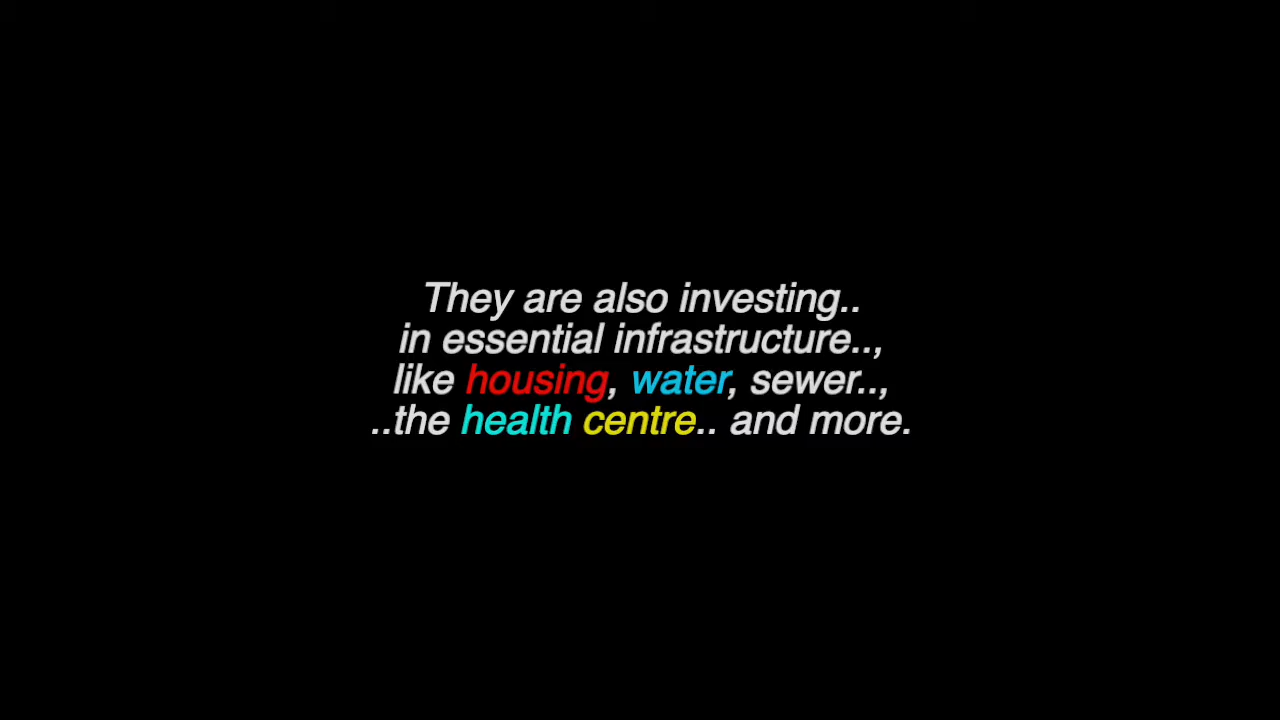 They are also investing..
in essential infrastructure..,
like housing, water, sewer..,
..the health centre.. and more.